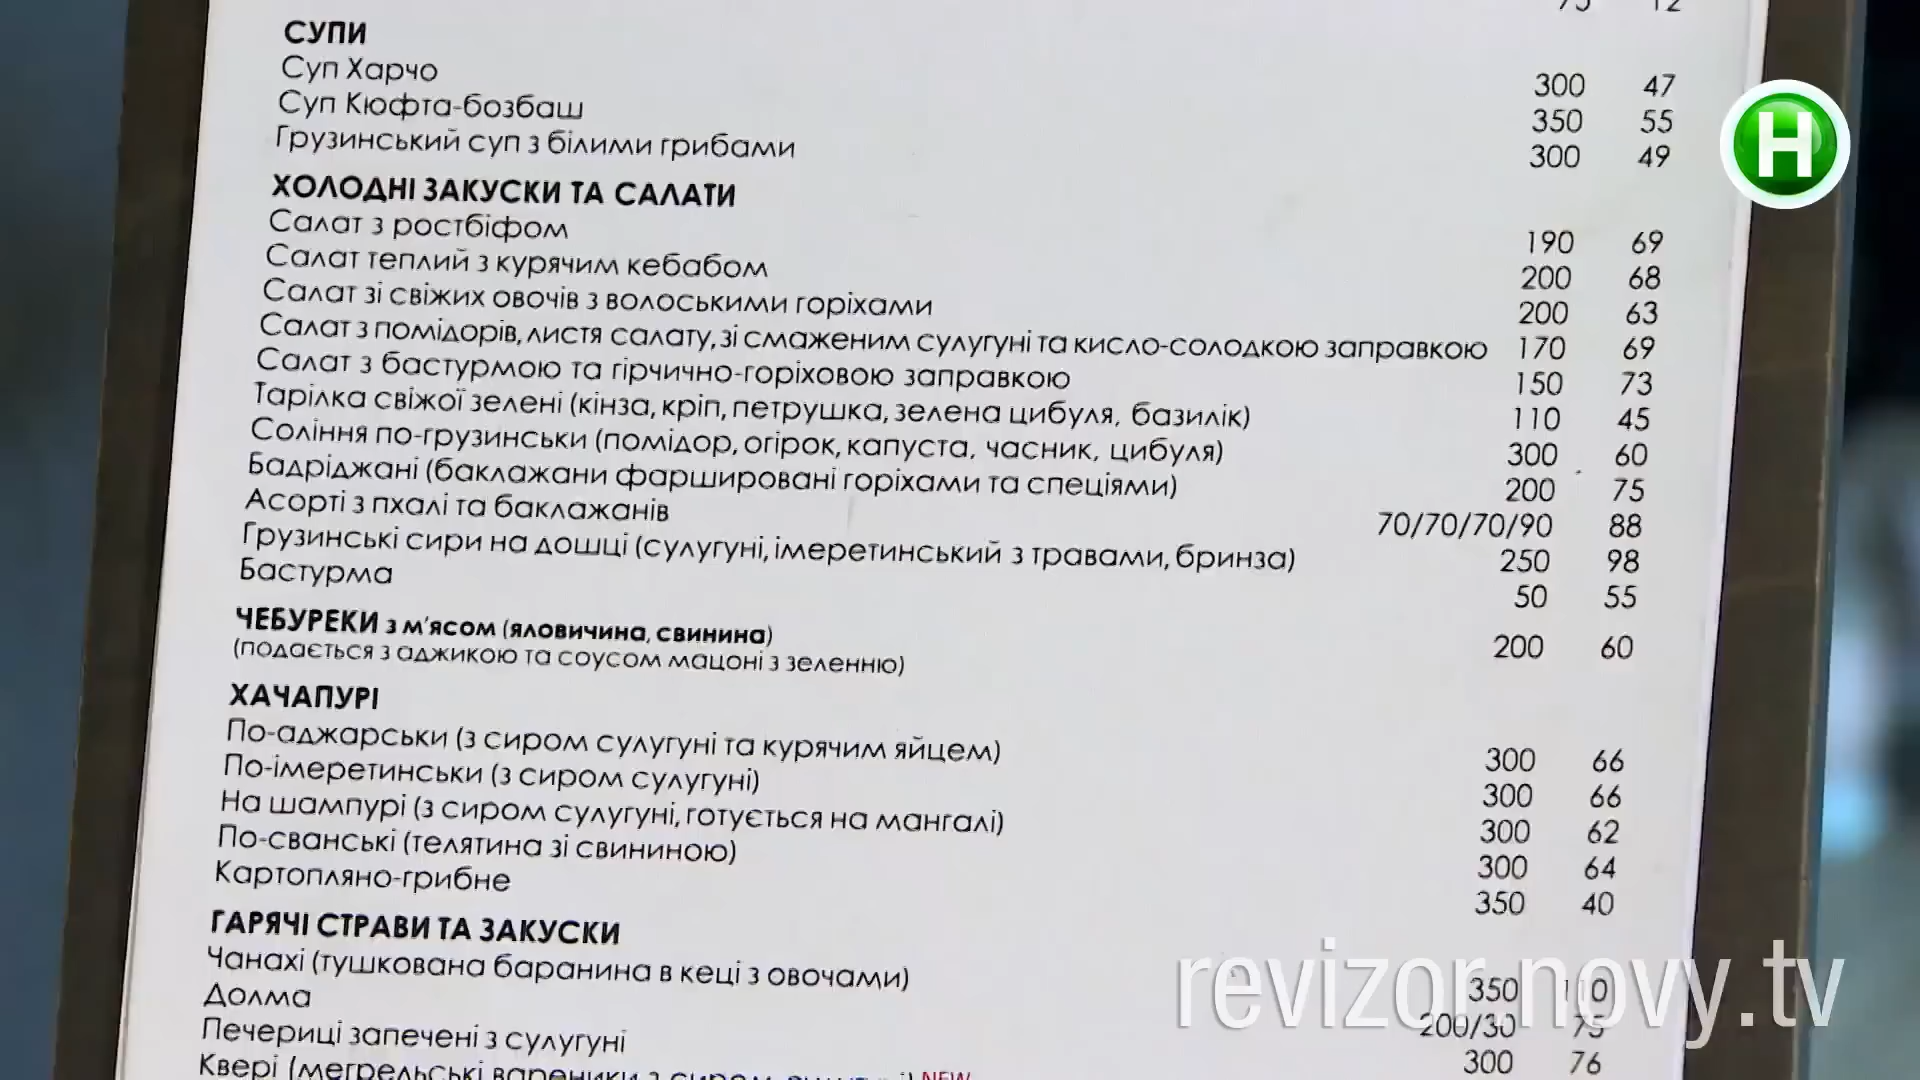 СУПИ
Суп Харчо 300 47
Суп Кюфта-бозбаш 350 55
Грузинський суп з білими грибами 300 49
ХОЛОДНІ ЗАКУСКИ ТА САЛАТИ
Салат з ростбіфом 190 69
Салат теплий з курячим кебабом 200 68
Салат зі свіжих овочів з волоськими горіхами 200 63
Салат з помідорів, листя салату, зі смаженим сулугуні та кисло-солодкою заправкою 170 69
Салат з бастурмою та гірчично-горіховою заправкою 150 73
Тарілка свіжої зелені (кінза, кріп, петрушка, зелена цибуля, базилік) 110 45
Соління по-грузинськи (помідор, огірок, капуста, часник, цибуля) 300 60
Бадріджані (баклажани фаршировані горіхами та спеціями) 200 75
Асорті з пхалі та баклажанів 70/70/70/90 88
Грузинські сири на дошці (сулугуні, імеретинський з травами, бринза) 250 98
Бастурма 50 55
ЧЕБУРЕКИ з м'ясом (яловичина, свинина) 200 60
(подається з аджикою та соусом мацоні з зеленню)
ХАЧАПУРІ
По-аджарськи (з сиром сулугуні та курячим яйцем) 300 66
По-імеретинськи (з сиром сулугуні) 300 66
На шампурі (з сиром сулугуні, готується на мангалі) 300 62
По-сванські (телятина зі свининою) 300 64
Картопляно-грибне 350 40
ГАРЯЧІ СТРАВИ ТА ЗАКУСКИ
Чанахі (тушкована баранина в кеці з овочами) 350 110
Долма 200/30 75
Печериці запечені з сулугуні 300 76
Квері (мегрельські вареники з сиром NEW
Н
revizor.novy.tv